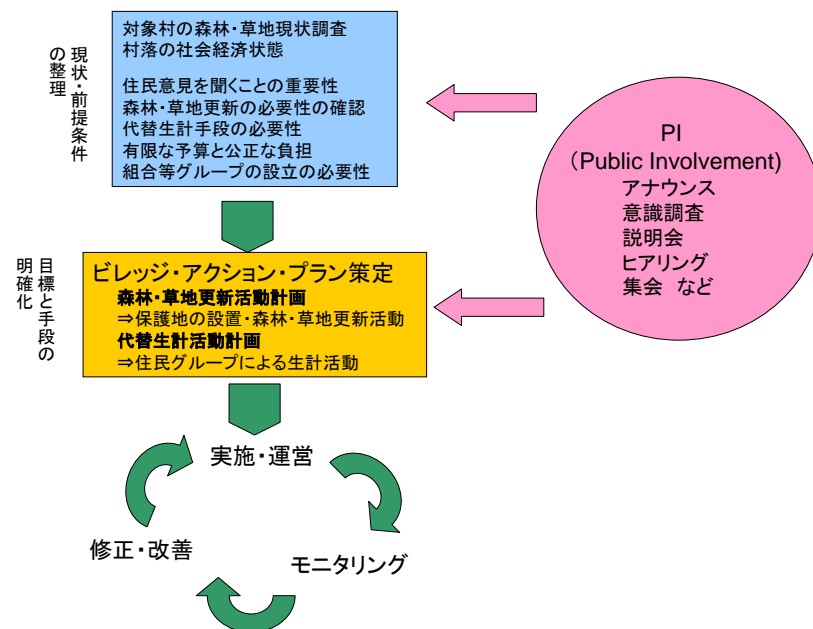 現状・前提条件
の整理
対象村の森林・草地現状調査
村落の社会経済状態
住民意見を聞くことの重要性
森林・草地更新の必要性の確認
代替生計手段の必要性
有限な予算と公正な負担
組合等グループの設立の必要性
PI
（Public Involvement)
アナウンス
意識調査
説明会
ヒアリング
集会　など
目標と手段の
明確化
ビレッジ・アクション・プラン策定
森林・草地更新活動計画
⇒保護地の設置・森林・草地更新活動
代替生計活動計画
⇒住民グループによる生計活動
実施・運営
モニタリング
修正・改善